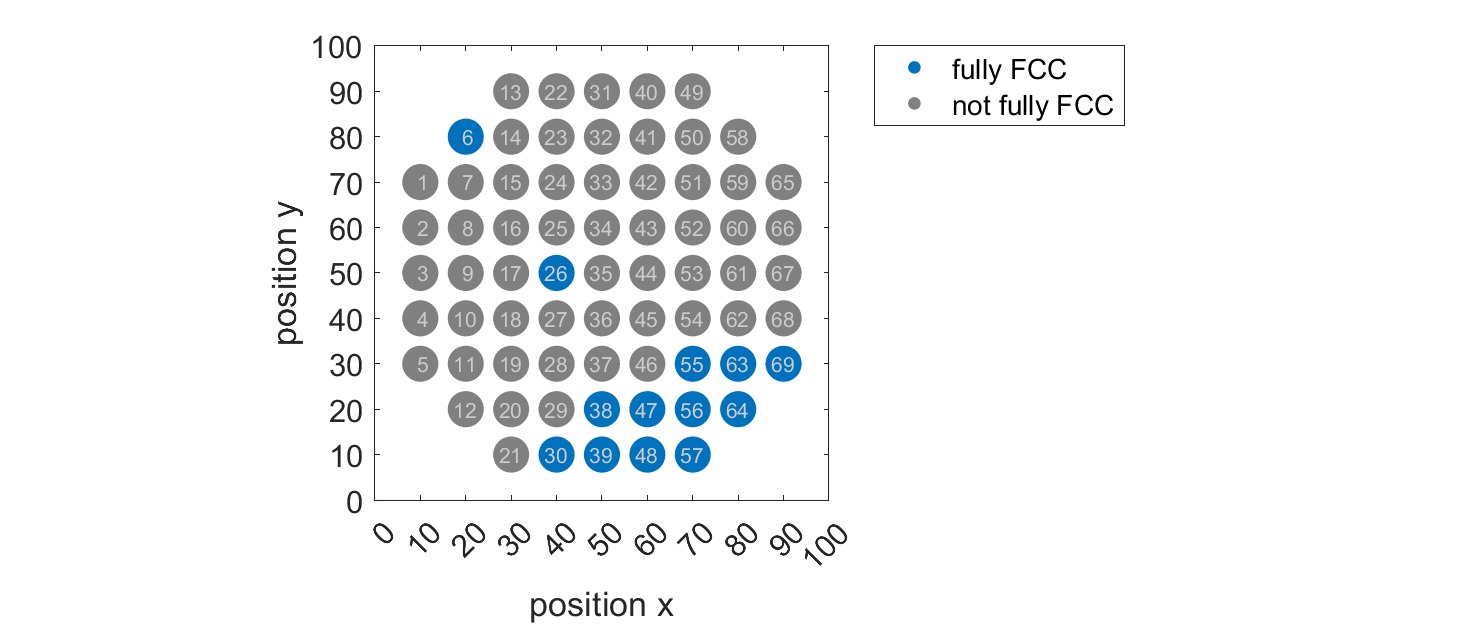 100
90
80
70
60
50
40
30
20
10
0
position y
13 22 31 40 49
6 14 23 32 41 50 58
1 7 15 24 33 42 51 59 65
2 8 16 25 34 43 52 60 66
3 9 17 26 35 44 53 61 67
4 10 18 27 36 45 54 62 68
5 11 19 28 37 46 55 63 69
12 20 29 38 47 56 64
21 30 39 48 57
0 10 20 30 40 50 60 70 80 90 100
position x
fully FCC
not fully FCC